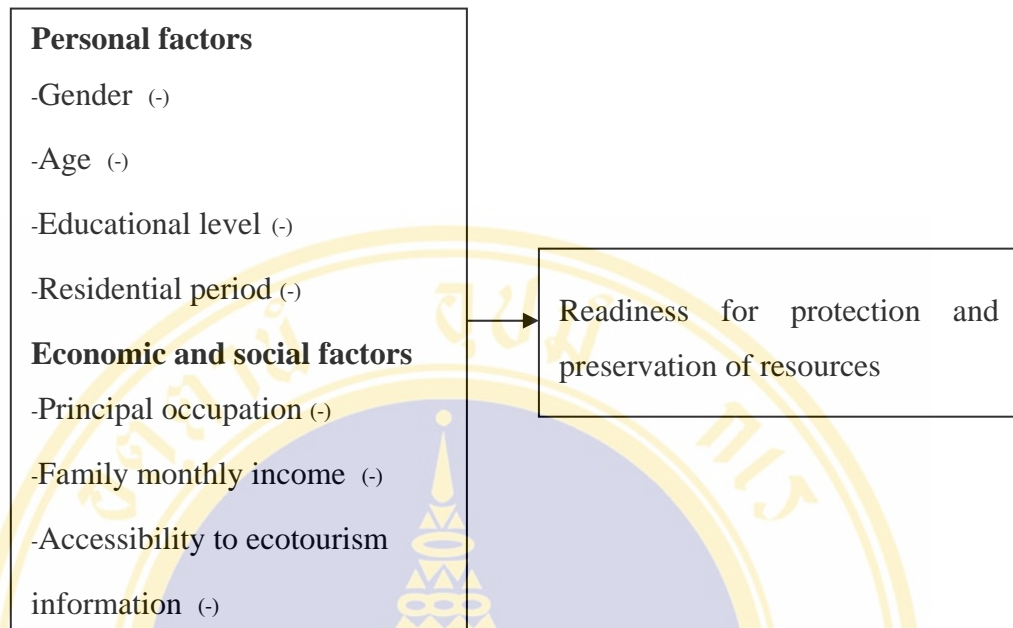 Personal factors
-Gender (-)
-Age (-)
-Educational level (-)
-Residential period (-)
Economic and social factors
-Principal occupation (-)
-Family monthly income (-)
-Accessibility to ecotourism
information (-)
Readiness for protection and
preservation of resources